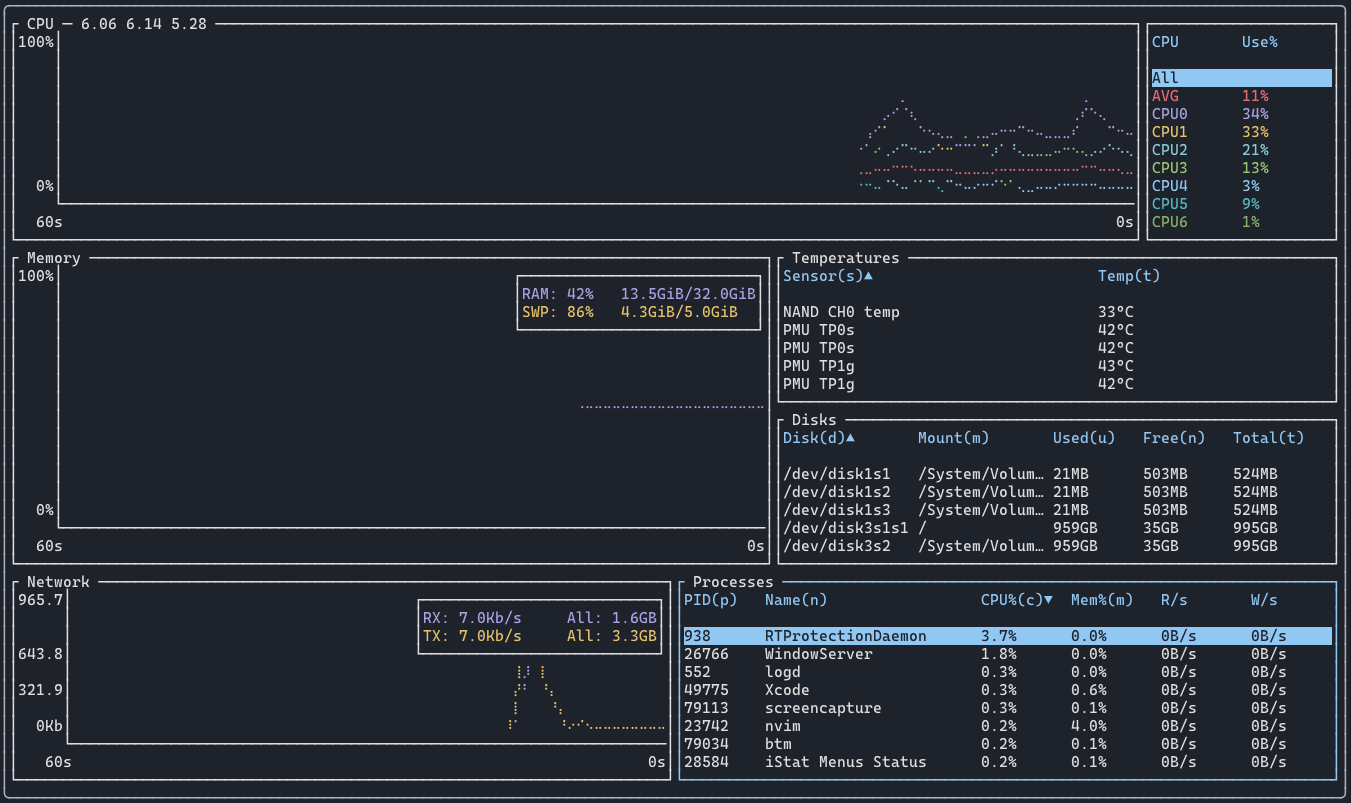 CPU — 6.06 6.14 5.28
100%
0%
60s 0s
CPU Use%
All
AVG 11%
CPU0 34%
CPU1 33%
CPU2 21%
CPU3 13%
CPU4 3%
CPU5 9%
CPU6 1%
Memory
100%
RAM: 42% 13.5GiB/32.0GiB
SWP: 86% 4.3GiB/5.0GiB
0%
60s 0s
Temperatures
Sensor(s)▲ Temp(t)
NAND CH0 temp 33°C
PMU TP0s 42°C
PMU TP0s 42°C
PMU TP1g 43°C
PMU TP1g 42°C
Disks
Disk(d)▲ Mount(m) Used(u) Free(n) Total(t)
/dev/disk1s1 /System/Volum… 21MB 503MB 524MB
/dev/disk1s2 /System/Volum… 21MB 503MB 524MB
/dev/disk1s3 /System/Volum… 21MB 503MB 524MB
/dev/disk3s1s1 / 959GB 35GB 995GB
/dev/disk3s2 /System/Volum… 959GB 35GB 995GB
Network
965.7
RX: 7.0Kb/s All: 1.6GB
TX: 7.0Kb/s All: 3.3GB
643.8
321.9
0Kb
60s 0s
Processes
PID(p) Name(n) CPU%(c)▼ Mem%(m) R/s W/s
938 RTProtectionDaemon 3.7% 0.0% 0B/s 0B/s
26766 WindowServer 1.8% 0.0% 0B/s 0B/s
552 logd 0.3% 0.0% 0B/s 0B/s
49775 Xcode 0.3% 0.6% 0B/s 0B/s
79113 screencapture 0.3% 0.1% 0B/s 0B/s
23742 nvim 0.2% 4.0% 0B/s 0B/s
79034 btm 0.2% 0.1% 0B/s 0B/s
28584 iStat Menus Status 0.2% 0.1% 0B/s 0B/s